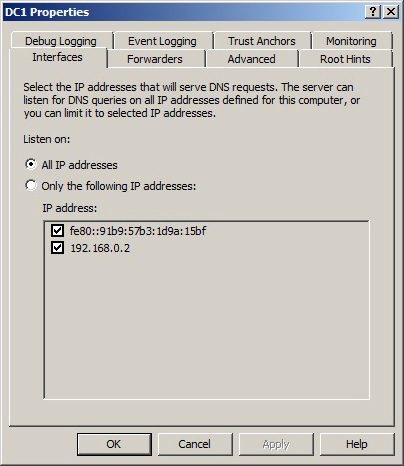 DC1 Properties
Debug Logging Event Logging Trust Anchors Monitoring
Interfaces Forwarders Advanced Root Hints
Select the IP addresses that will serve DNS requests. The server can
listen for DNS queries on all IP addresses defined for this computer, or
you can limit it to selected IP addresses.
Listen on:
All IP addresses
Only the following IP addresses:
IP address:
fe80::91b9:57b3:1d9a:15bf
192.168.0.2
OK Cancel Apply Help